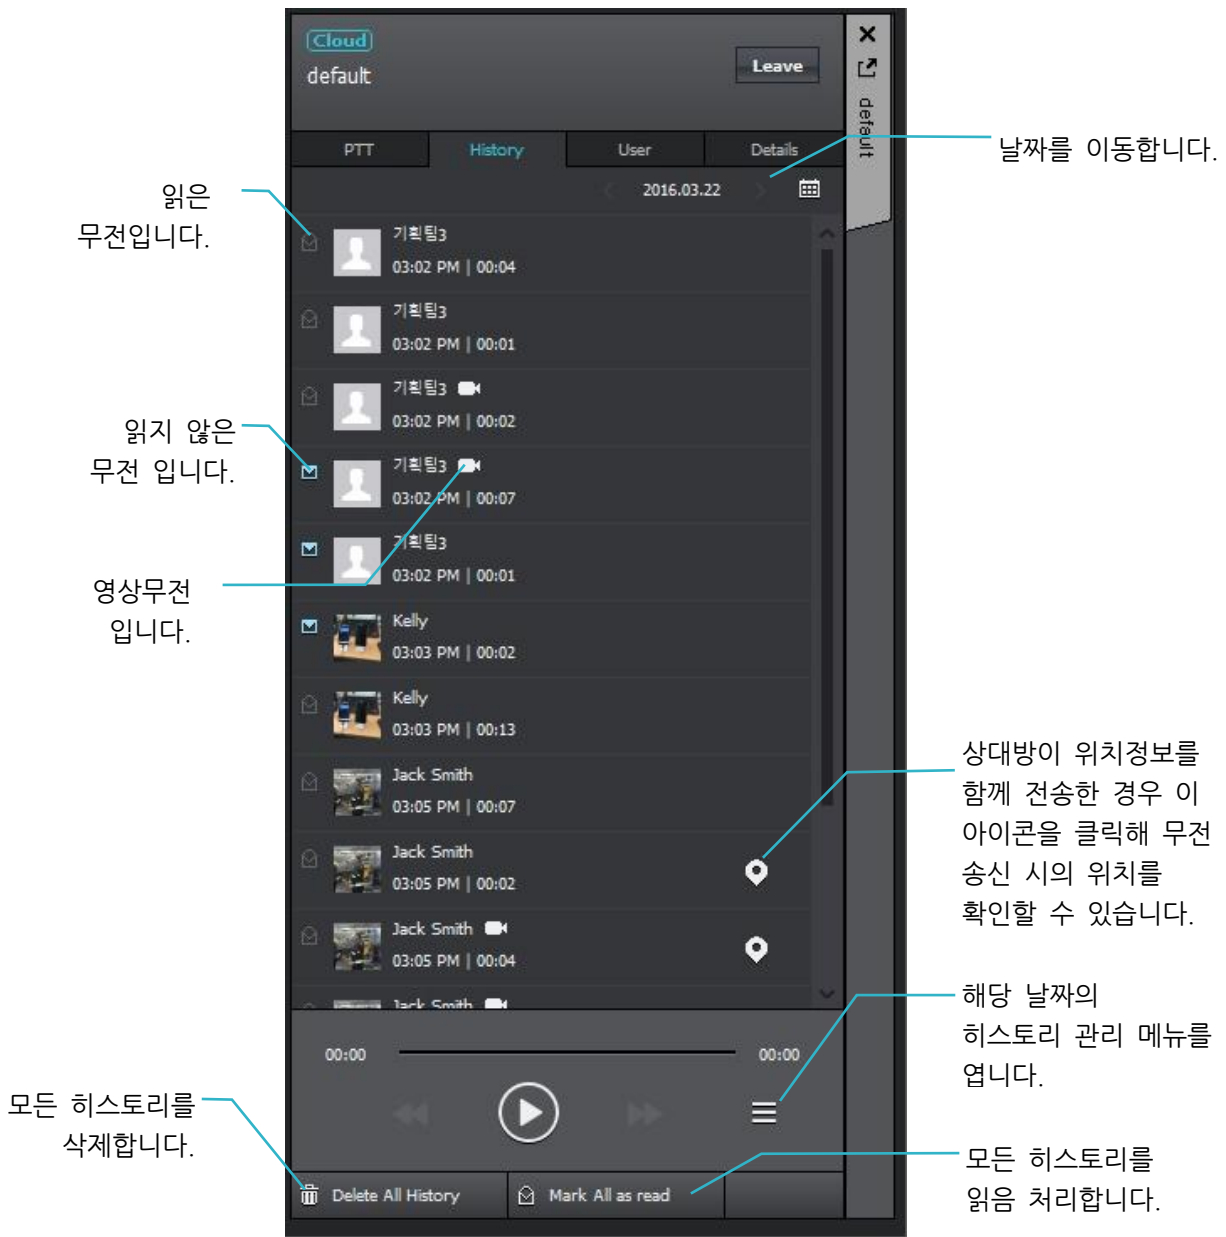 Cloud
default
Leave
default
PTT
History
User
Details
2016.03.22
날짜를 이동합니다.
읽은
무전입니다.
기획팀3
03:02 PM | 00:04
기획팀3
03:02 PM | 00:01
기획팀3
03:02 PM | 00:02
읽지 않은
무전 입니다.
기획팀3
03:02 PM | 00:07
기획팀3
03:02 PM | 00:01
영상무전
입니다.
Kelly
03:03 PM | 00:02
Kelly
03:03 PM | 00:13
Jack Smith
03:05 PM | 00:07
상대방이 위치정보를
함께 전송한 경우 이
아이콘을 클릭해 무전
송신 시의 위치를
확인할 수 있습니다.
Jack Smith
03:05 PM | 00:02
Jack Smith
03:05 PM | 00:04
Jack Smith
해당 날짜의
히스토리 관리 메뉴를
엽니다.
00:00
00:00
모든 히스토리를
삭제합니다.
모든 히스토리를
읽음 처리합니다.
Delete All History
Mark All as read